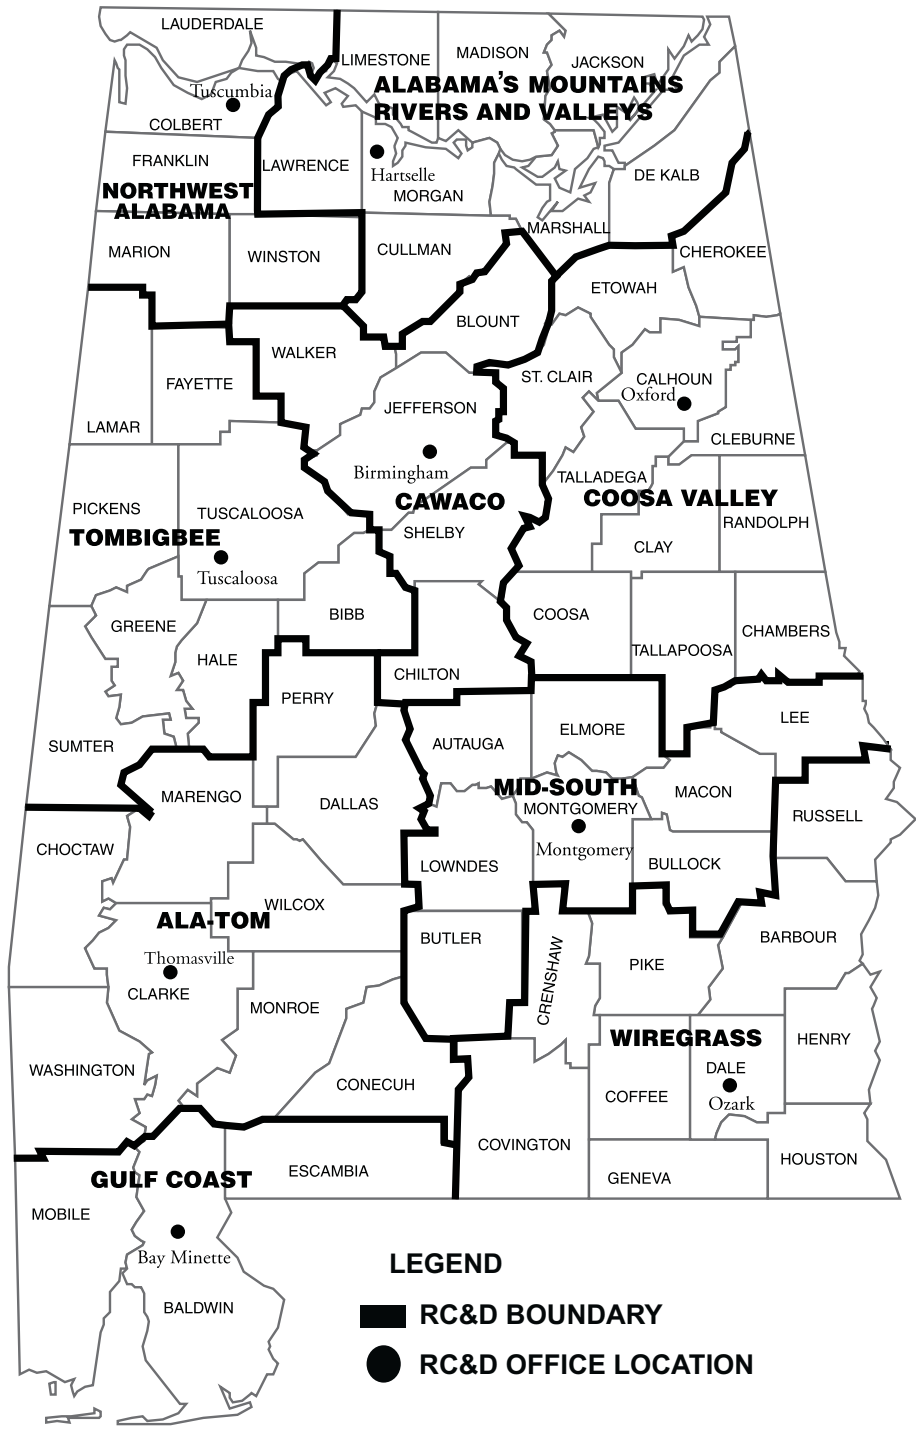 LAUDERDALE
LIMESTONE
MADISON
JACKSON
ALABAMA'S MOUNTAINS
RIVERS AND VALLEYS
Tuscumbia
COLBERT
FRANKLIN
LAWRENCE
Hartselle
MORGAN
DE KALB
NORTHWEST
ALABAMA
MARSHALL
MARION
WINSTON
CULLMAN
CHEROKEE
ETOWAH
BLOUNT
WALKER
FAYETTE
ST. CLAIR
CALHOUN
Oxford
JEFFERSON
LAMAR
CLEBURNE
Birmingham
TALLADEGA
COOSA VALLEY
CAWACO
PICKENS
TUSCALOOSA
RANDOLPH
TOMBIGBEE
SHELBY
CLAY
Tuscaloosa
BIBB
COOSA
GREENE
CHAMBERS
TALLAPOOSA
HALE
CHILTON
PERRY
LEE
ELMORE
SUMTER
AUTAUGA
MID-SOUTH
MACON
MARENGO
DALLAS
MONTGOMERY
RUSSELL
CHOCTAW
Montgomery
LOWNDES
BULLOCK
WILCOX
ALA-TOM
BUTLER
BARBOUR
Thomasville
PIKE
CRENSHAW
CLARKE
MONROE
WIREGRASS
HENRY
WASHINGTON
DALE
CONECUH
COFFEE
Ozark
COVINGTON
HOUSTON
ESCAMBIA
GENEVA
GULF COAST
MOBILE
Bay Minette
BALDWIN
LEGEND
RC&D BOUNDARY
RC&D OFFICE LOCATION